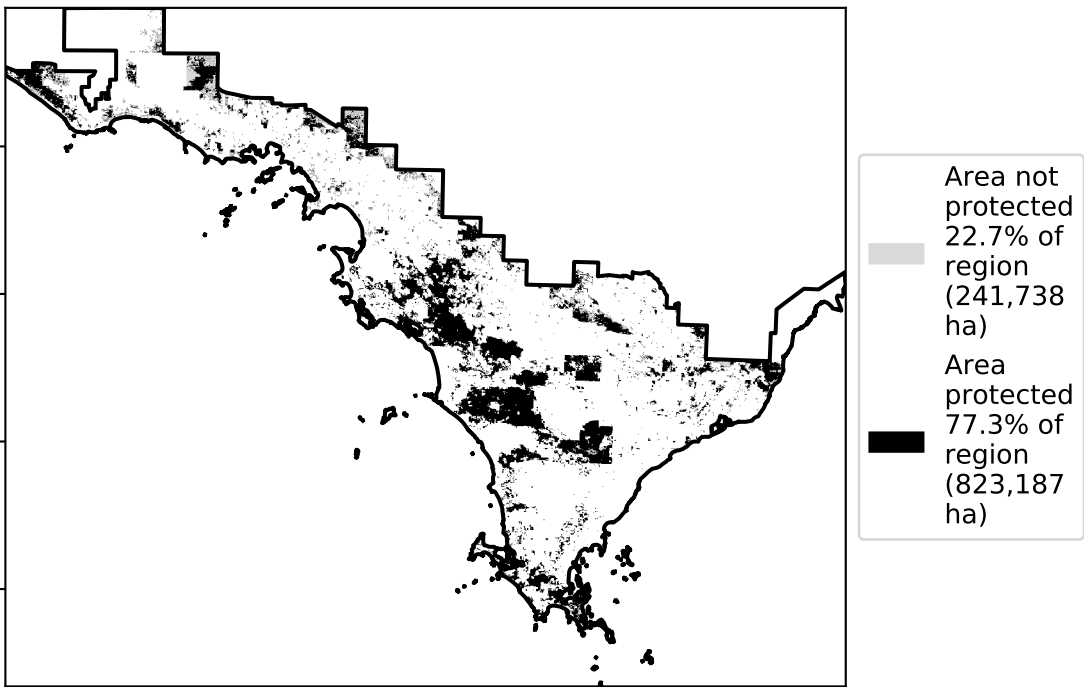 Area not
protected
22.7% of
region
(241,738
ha)
Area
protected
77.3% of
region
(823,187
ha)